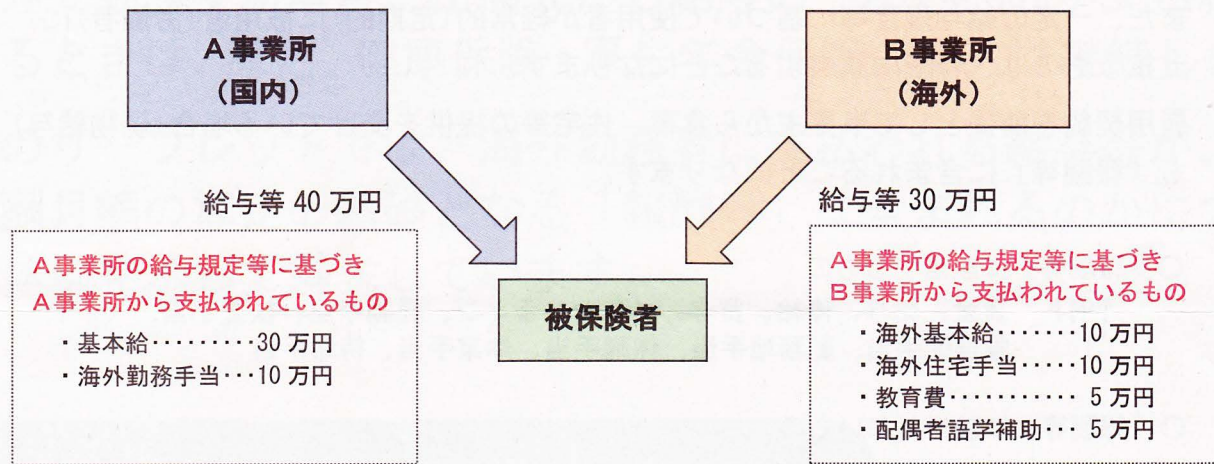 A事業所
(国内)
B事業所
(海外)
給与等 40 万円
給与等 30 万円
A事業所の給与規定等に基づき
A事業所から支払われているもの
・基本給………30 万円
・海外勤務手当…10 万円
被保険者
A事業所の給与規定等に基づき
B事業所から支払われているもの
・海外基本給……‥10 万円
・海外住宅手当‥…10 万円
・教育費………‥ 5 万円
・配偶者語学補助… 5 万円